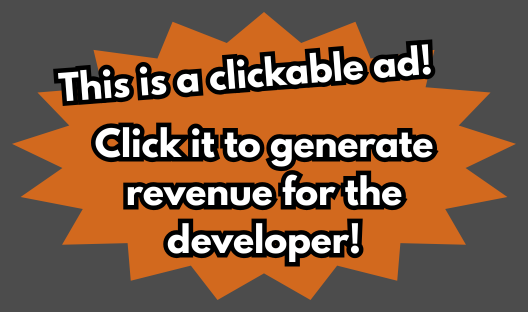 This is a clickable ad!
Click it to generate
revenue for the
developer!